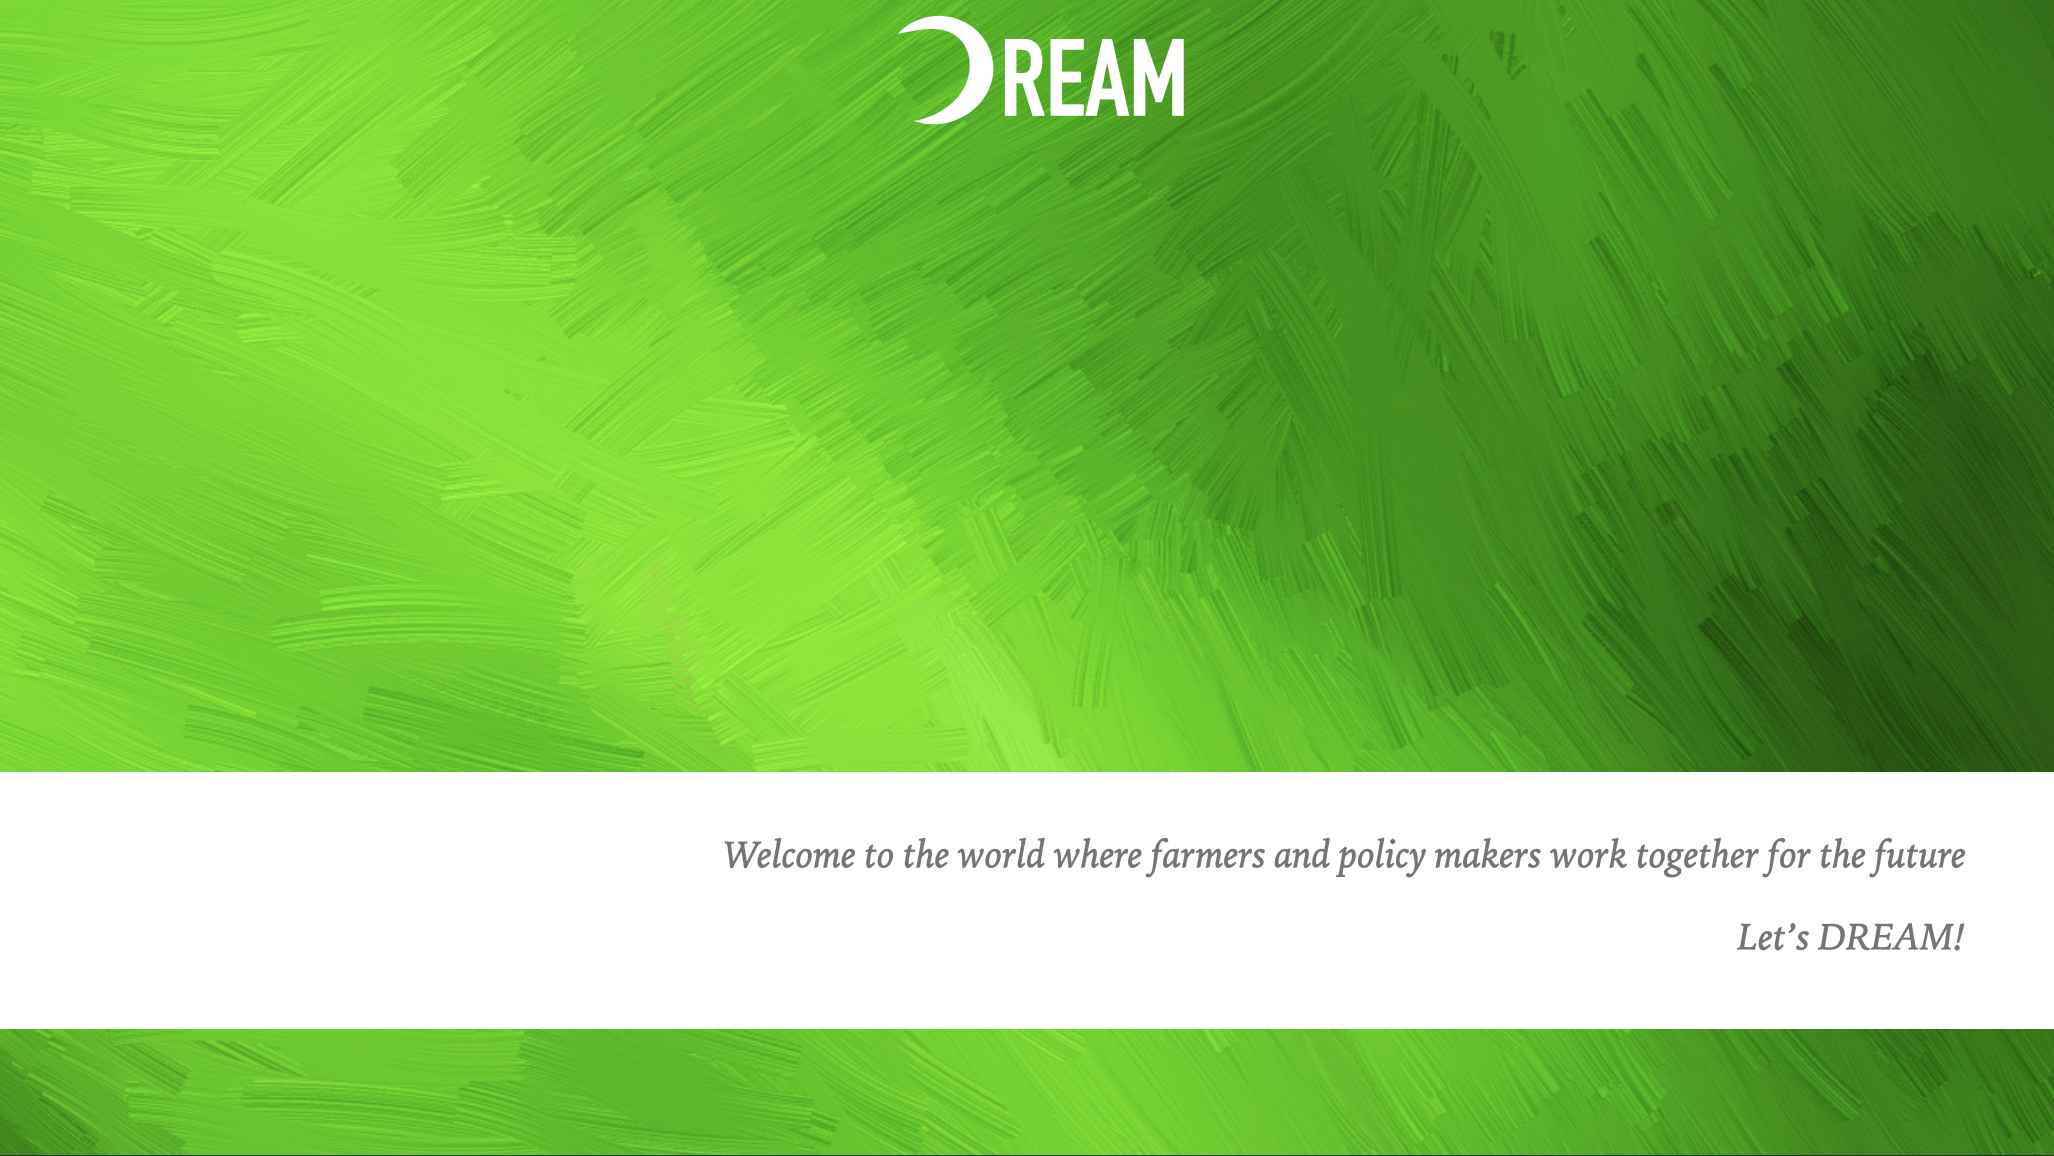 DREAM
Welcome to the world where farmers and policy makers work together for the future
Let’s DREAM!